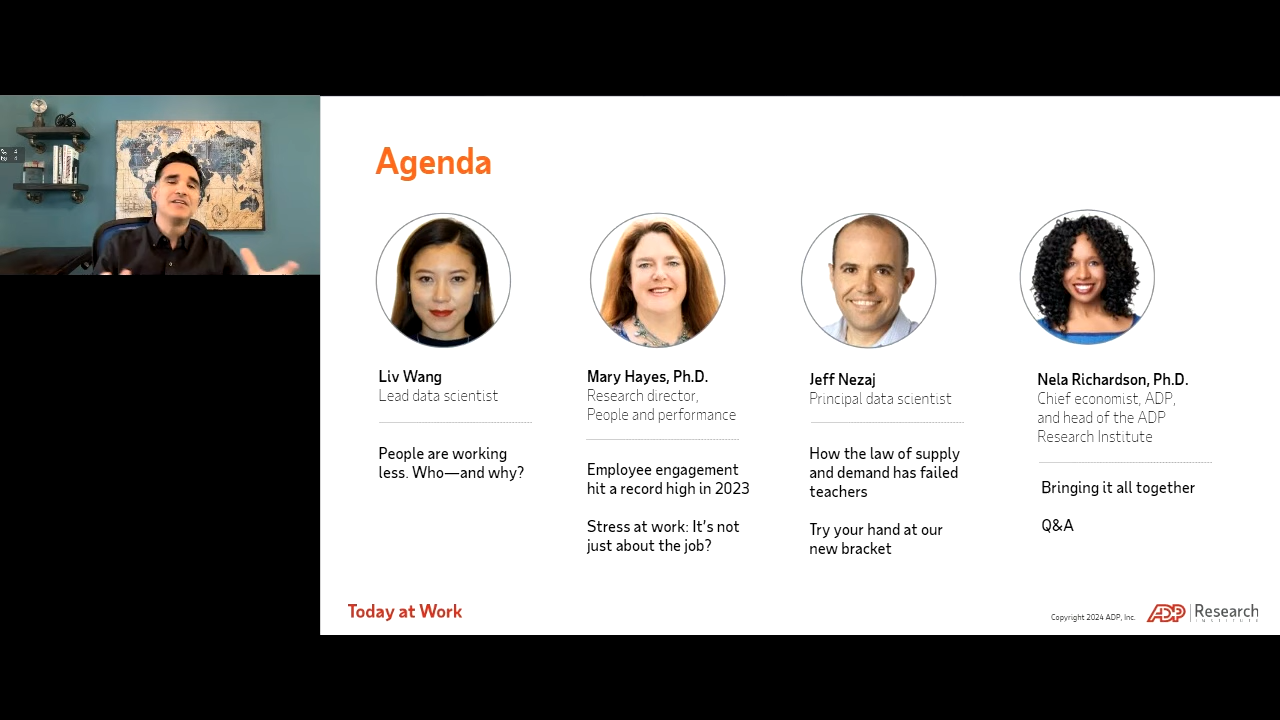 Agenda
Liv Wang
Lead data scientist
People are working
less. Who—and why?
Mary Hayes, Ph.D.
Research director,
People and performance
Employee engagement
hit a record high in 2023
Stress at work: It's not
just about the job?
Jeff Nezaj
Principal data scientist
How the law of supply
and demand has failed
teachers
Try your hand at our
new bracket
Nela Richardson, Ph.D.
Chief economist, ADP,
and head of the ADP
Research Institute
Bringing it all together
Q&A
Today at Work
Copyright 2024 ADP, Inc.
ADP
Research
INSTITUTE